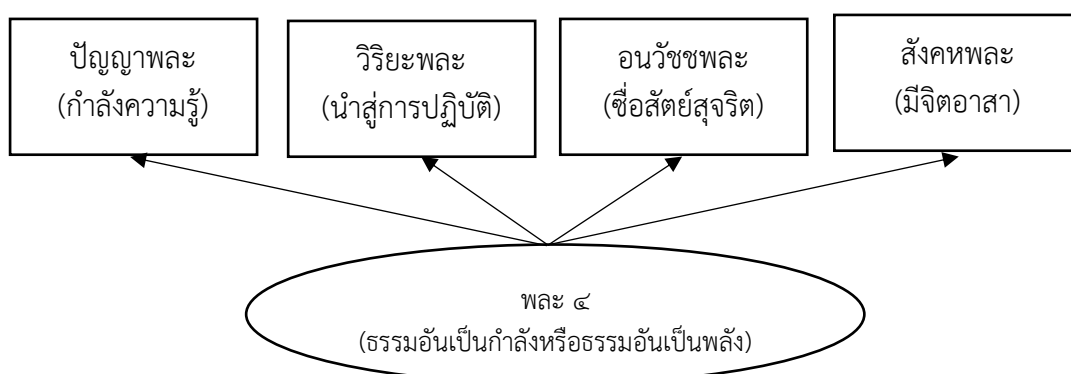 ปัญญาพละ
(กำลังความรู้)
วิริยะพละ
(นำสู่การปฏิบัติ)
อนวัชชพละ
(ซื่อสัตย์สุจริต)
สังคหพละ
(มีจิตอาสา)
พละ ๔
(ธรรมอันเป็นกำลังหรือธรรมอันเป็นพลัง)